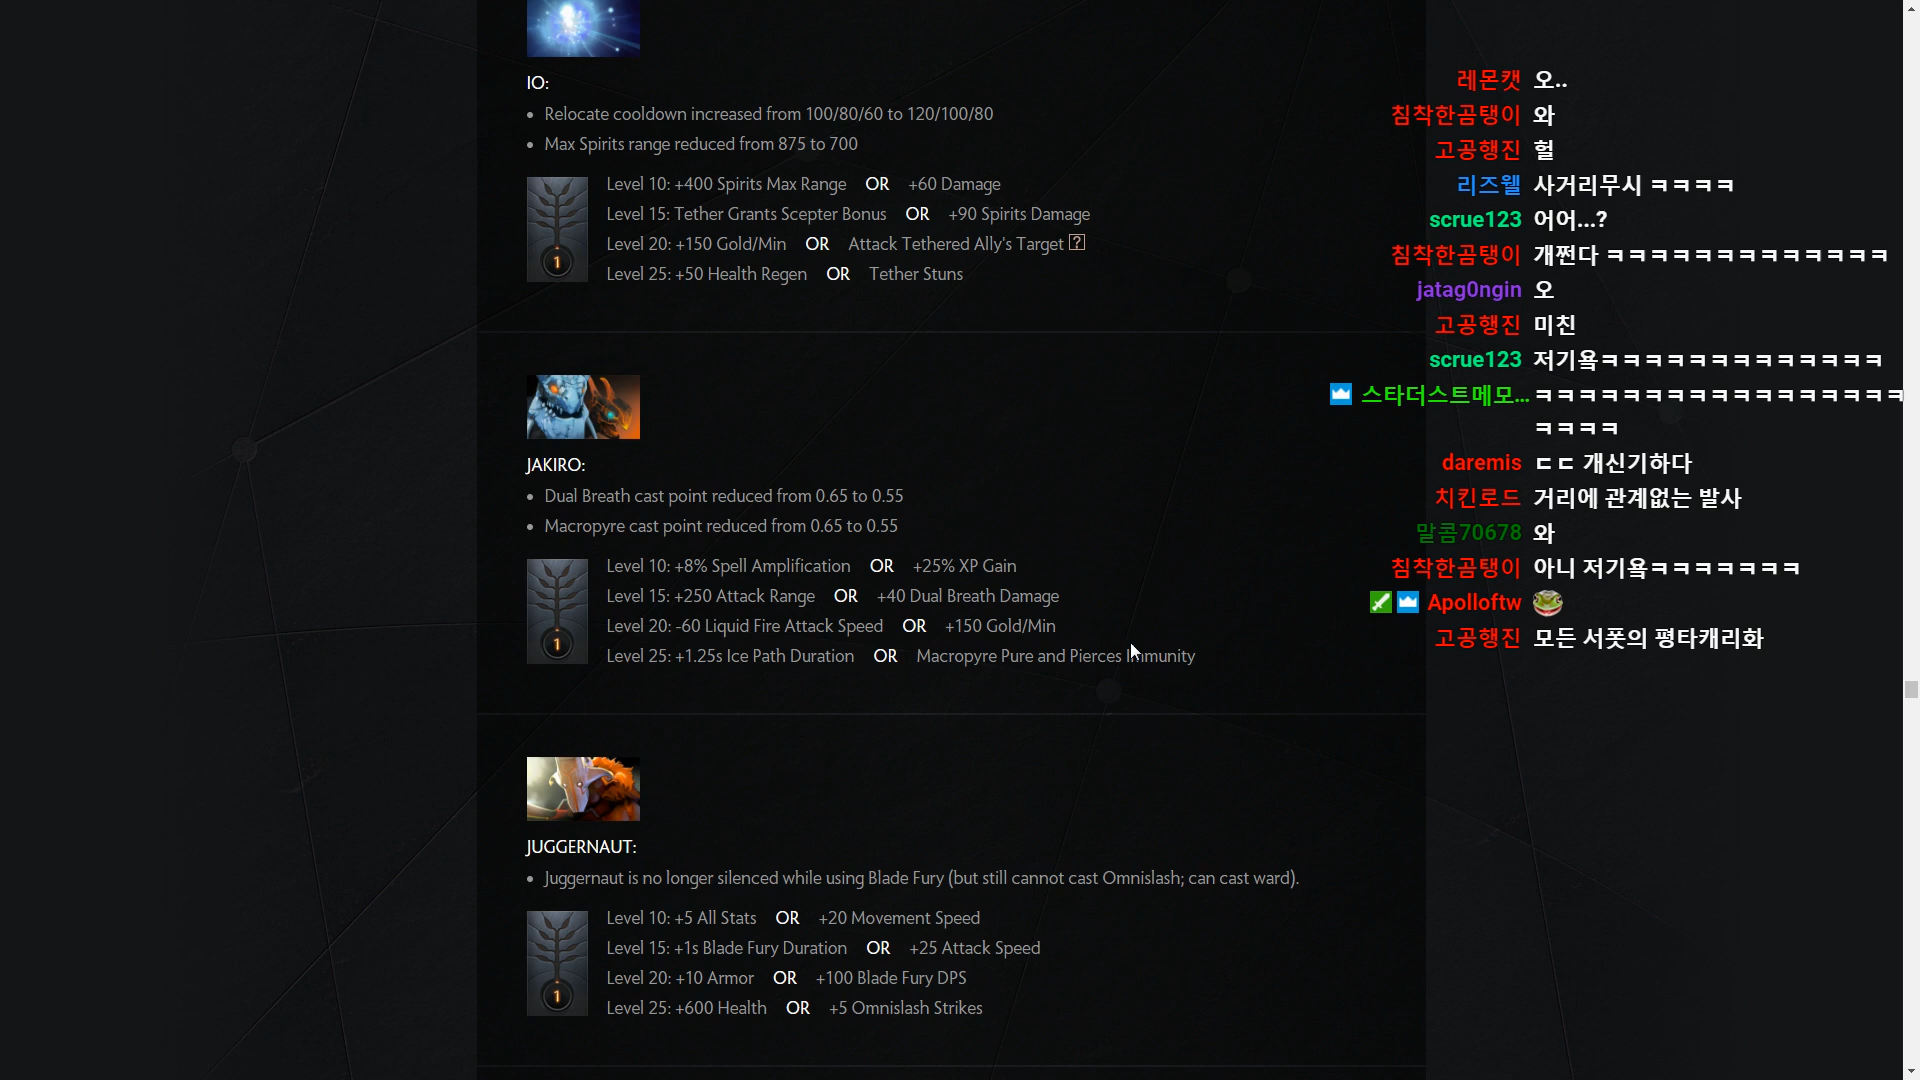 IO:
• Relocate cooldown increased from 100/80/60 to 120/100/80
• Max Spirits range reduced from 875 to 700
Level 10: +400 Spirits Max Range OR +60 Damage
Level 15: Tether Grants Scepter Bonus OR +90 Spirits Damage
Level 20: +150 Gold/Min OR Attack Tethered Ally's Target ?
1
Level 25: +50 Health Regen OR Tether Stuns
JAKIRO:
• Dual Breath cast point reduced from 0.65 to 0.55
• Macropyre cast point reduced from 0.65 to 0.55
Level 10: +8% Spell Amplification OR +25% XP Gain
Level 15: +250 Attack Range OR +40 Dual Breath Damage
Level 20: -60 Liquid Fire Attack Speed OR +150 Gold/Min
1
Level 25: +1.25s Ice Path Duration OR Macropyre Pure and Pierces Immunity
JUGGERNAUT:
• Juggernaut is no longer silenced while using Blade Fury (but still cannot cast Omnislash; can cast ward).
Level 10: +5 All Stats OR +20 Movement Speed
Level 15: +1s Blade Fury Duration OR +25 Attack Speed
Level 20: +10 Armor OR +100 Blade Fury DPS
1
Level 25: +600 Health OR +5 Omnislash Strikes
레몬캣 오..
침착한곰탱이 와
고공행진 헐
리즈웰 사거리무시 ㅋㅋㅋㅋ
scrue123 어어...?
침착한곰탱이 개쩐다 ㅋㅋㅋㅋㅋㅋㅋㅋㅋㅋㅋㅋㅋ
jatag0ngin 오
고공행진 미친
scrue123 저기욬ㅋㅋㅋㅋㅋㅋㅋㅋㅋㅋㅋㅋㅋ
스타더스트메모... ㅋㅋㅋㅋㅋㅋㅋㅋㅋㅋㅋㅋㅋㅋㅋㅋㅋ
ㅋㅋㅋㅋ
daremis ㄷㄷ 개신기하다
치킨로드 거리에 관계없는 발사
말콤70678 와
침착한곰탱이 아니 저기욬ㅋㅋㅋㅋㅋㅋㅋ
Apolloftw
고공행진 모든 서폿의 평타캐리화